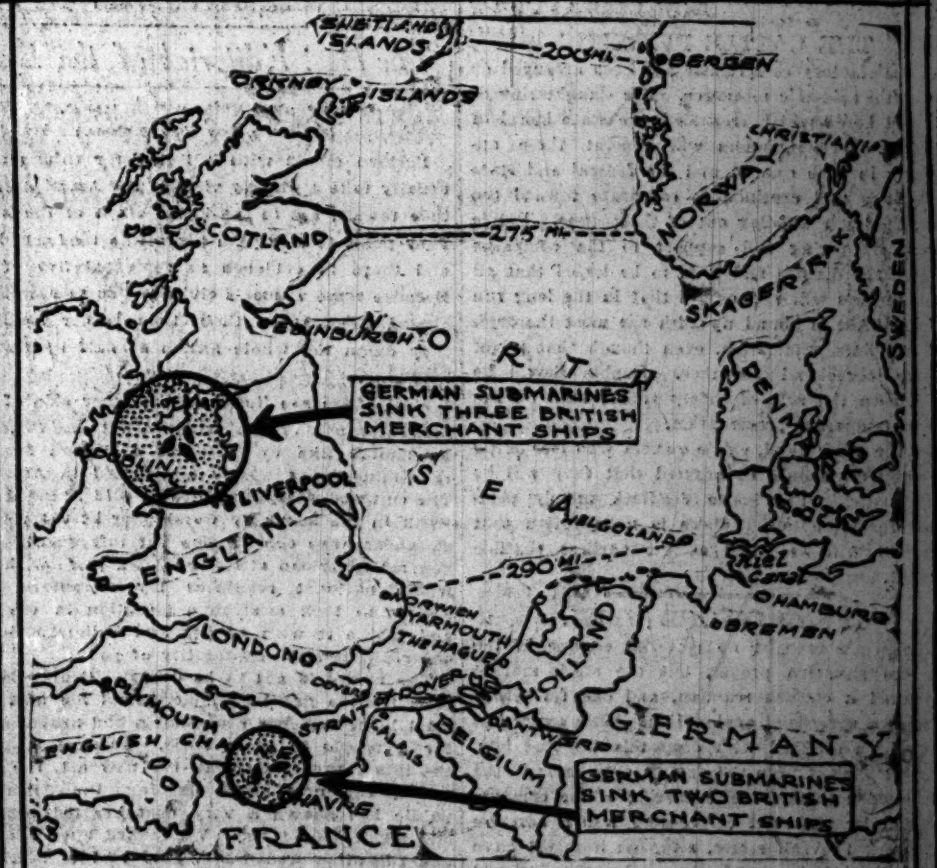 SHETLANDS
ISLANDS
200 MI.
BERGEN
ORKNEY
ISLANDS
CHRISTIANIA
NORWAY
SCOTLAND
275 MI.
SKAGER RAK
SWEDEN
EDINBURGH
NORTH
GERMAN SUBMARINES
SINK THREE BRITISH
MERCHANT SHIPS
DENMARK
LIVERPOOL
SEA
HELGOLAND
ENGLAND
290 MI
KIEL
CANAL
HAMBURG
BREMEN
NORWICH
YARMOUTH
THE HAGUE
HOLLAND
LONDON
DOVER
STRAIT OF DOVER
PLYMOUTH
CALAIS
ANTWERP
BELGIUM
GERMANY
ENGLISH CHANNEL
HAVRE
GERMAN SUBMARINES
SINK TWO BRITISH
MERCHANT SHIPS
FRANCE